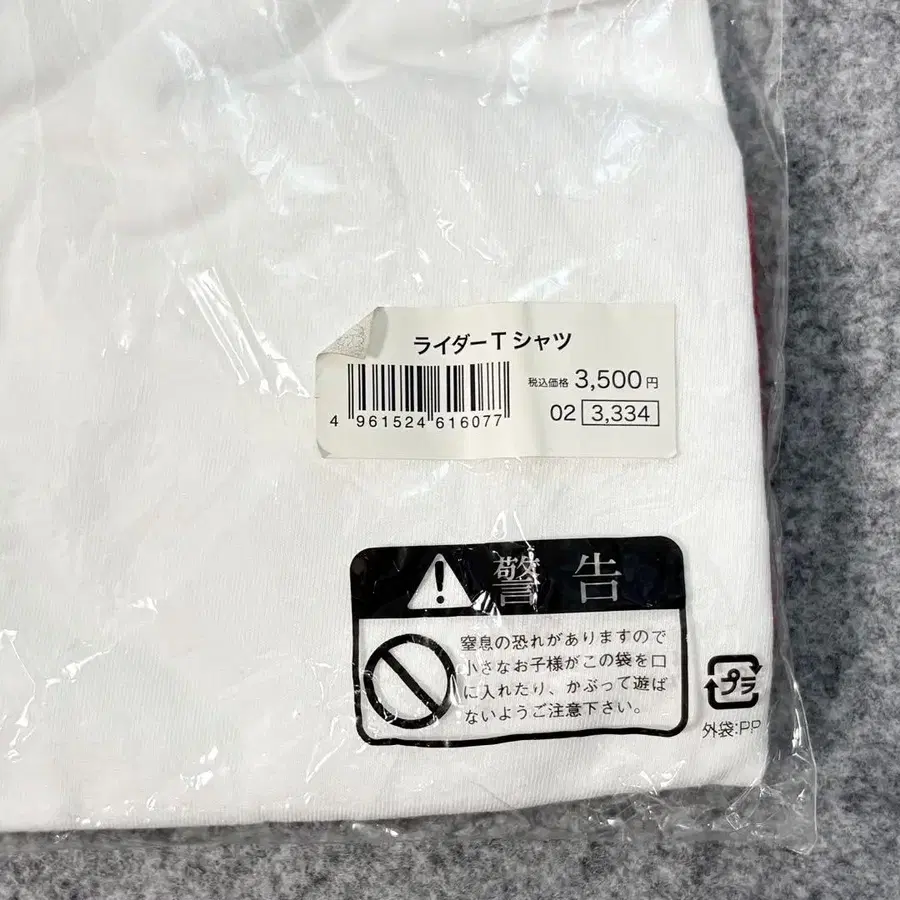 ライダーTシャツ
税込価格 3,500円
4 961524 616077
02 3,334
警告
窒息の恐れがありますので
小さなお子様がこの袋を口
に入れたり、かぶって遊ば
ないようご注意下さい。
プラ
外袋:PP